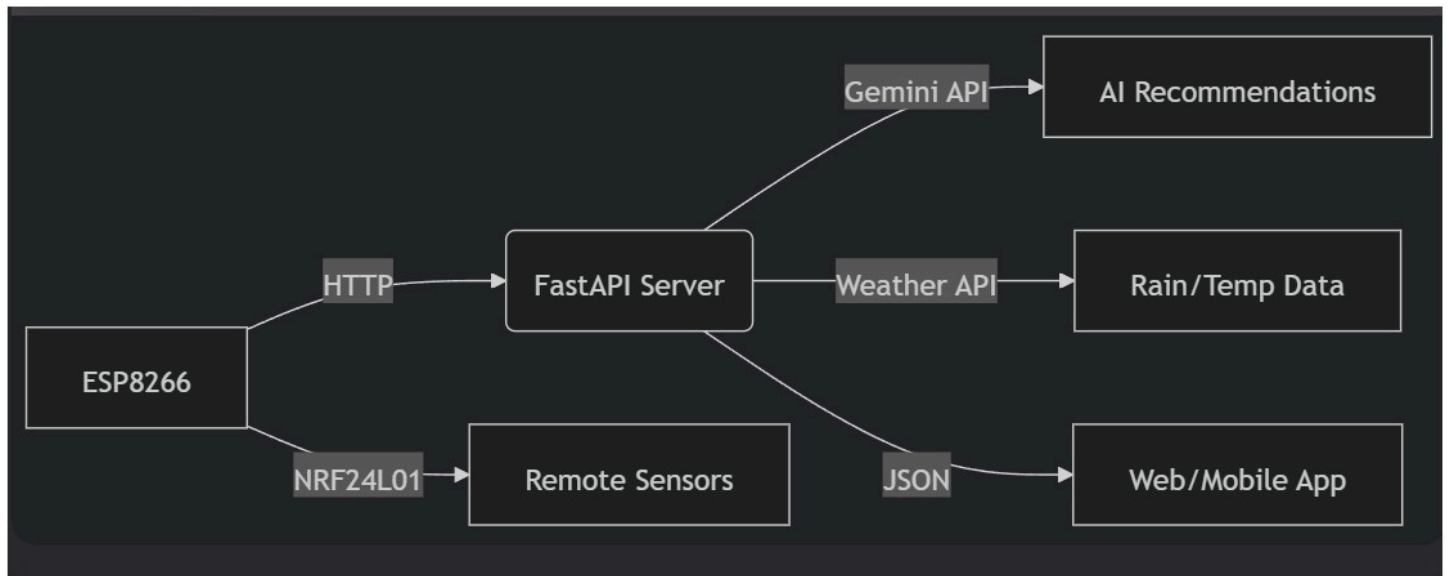 Gemini API
AI Recommendations
HTTP
FastAPI Server
Weather API
Rain/Temp Data
ESP8266
NRF24L01
Remote Sensors
JSON
Web/Mobile App